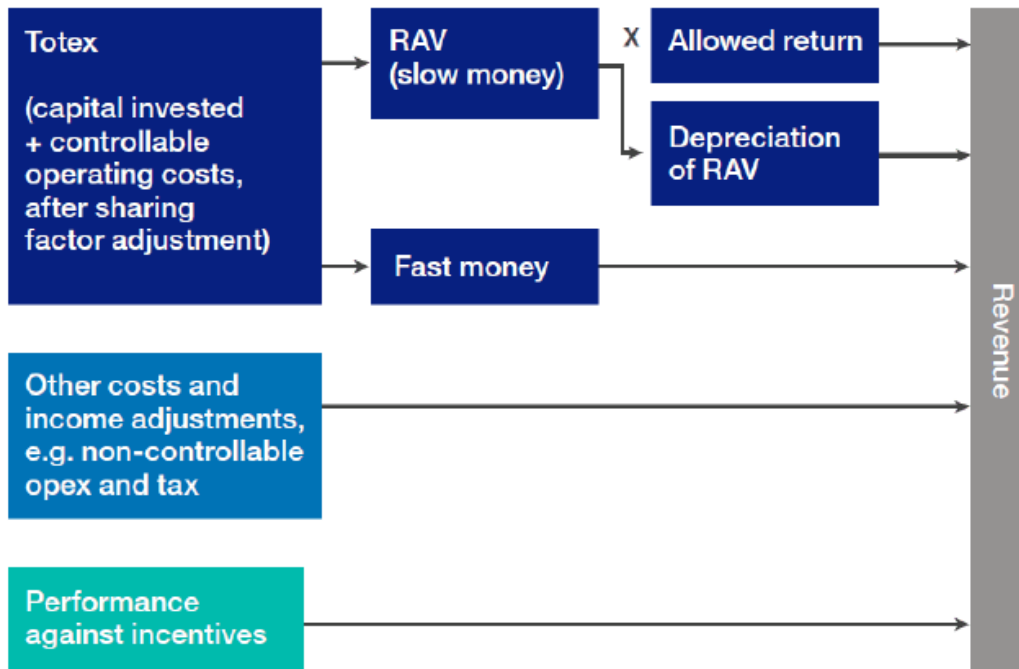 Totex
(capital invested
+ controllable
operating costs,
after sharing
factor adjustment)
RAV
(slow money)
X
Allowed return
Depreciation
of RAV
Fast money
Other costs and
income adjustments,
e.g. non-controllable
opex and tax
Performance
against incentives
Revenue